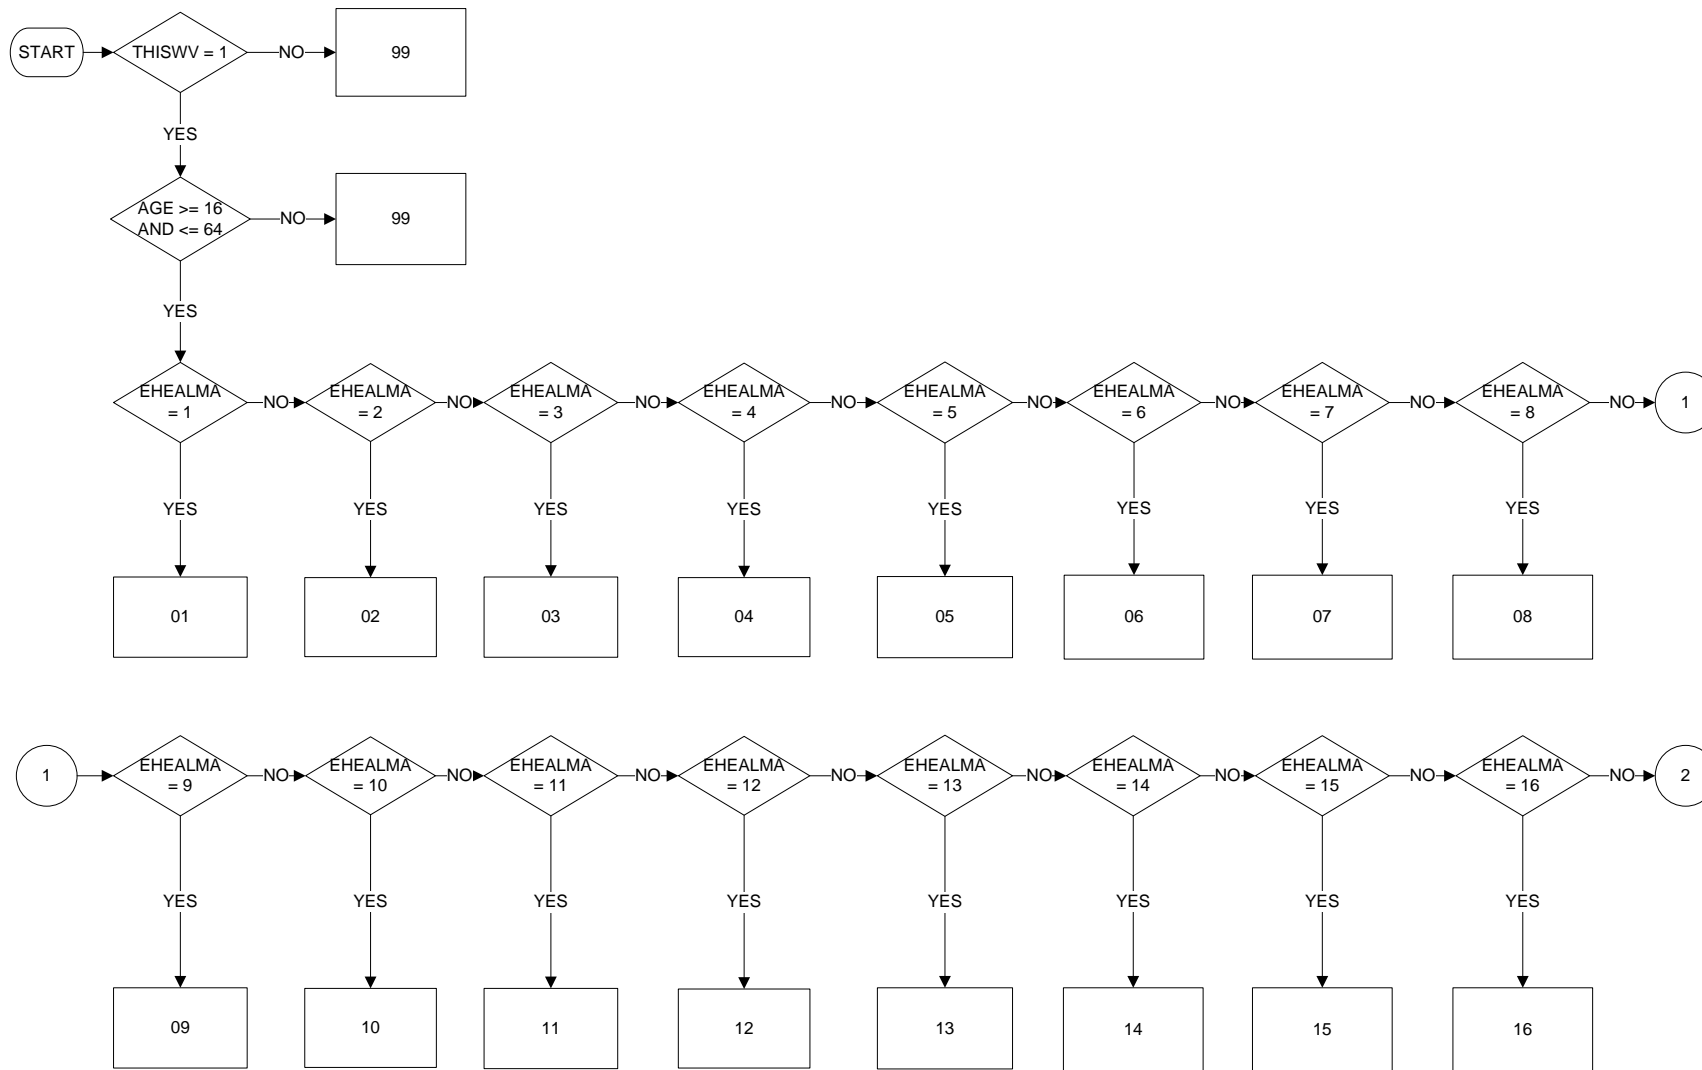 START
THISWV = 1
NO
99
YES
AGE >= 16
AND <= 64
NO
99
YES
EHEALMA
= 1
NO
EHEALMA
= 2
NO
EHEALMA
= 3
NO
EHEALMA
= 4
NO
EHEALMA
= 5
NO
EHEALMA
= 6
NO
EHEALMA
= 7
NO
EHEALMA
= 8
NO
1
YES
YES
YES
YES
YES
YES
YES
YES
01
02
03
04
05
06
07
08
1
EHEALMA
= 9
NO
EHEALMA
= 10
NO
EHEALMA
= 11
NO
EHEALMA
= 12
NO
EHEALMA
= 13
NO
EHEALMA
= 14
NO
EHEALMA
= 15
NO
EHEALMA
= 16
NO
2
YES
YES
YES
YES
YES
YES
YES
YES
09
10
11
12
13
14
15
16